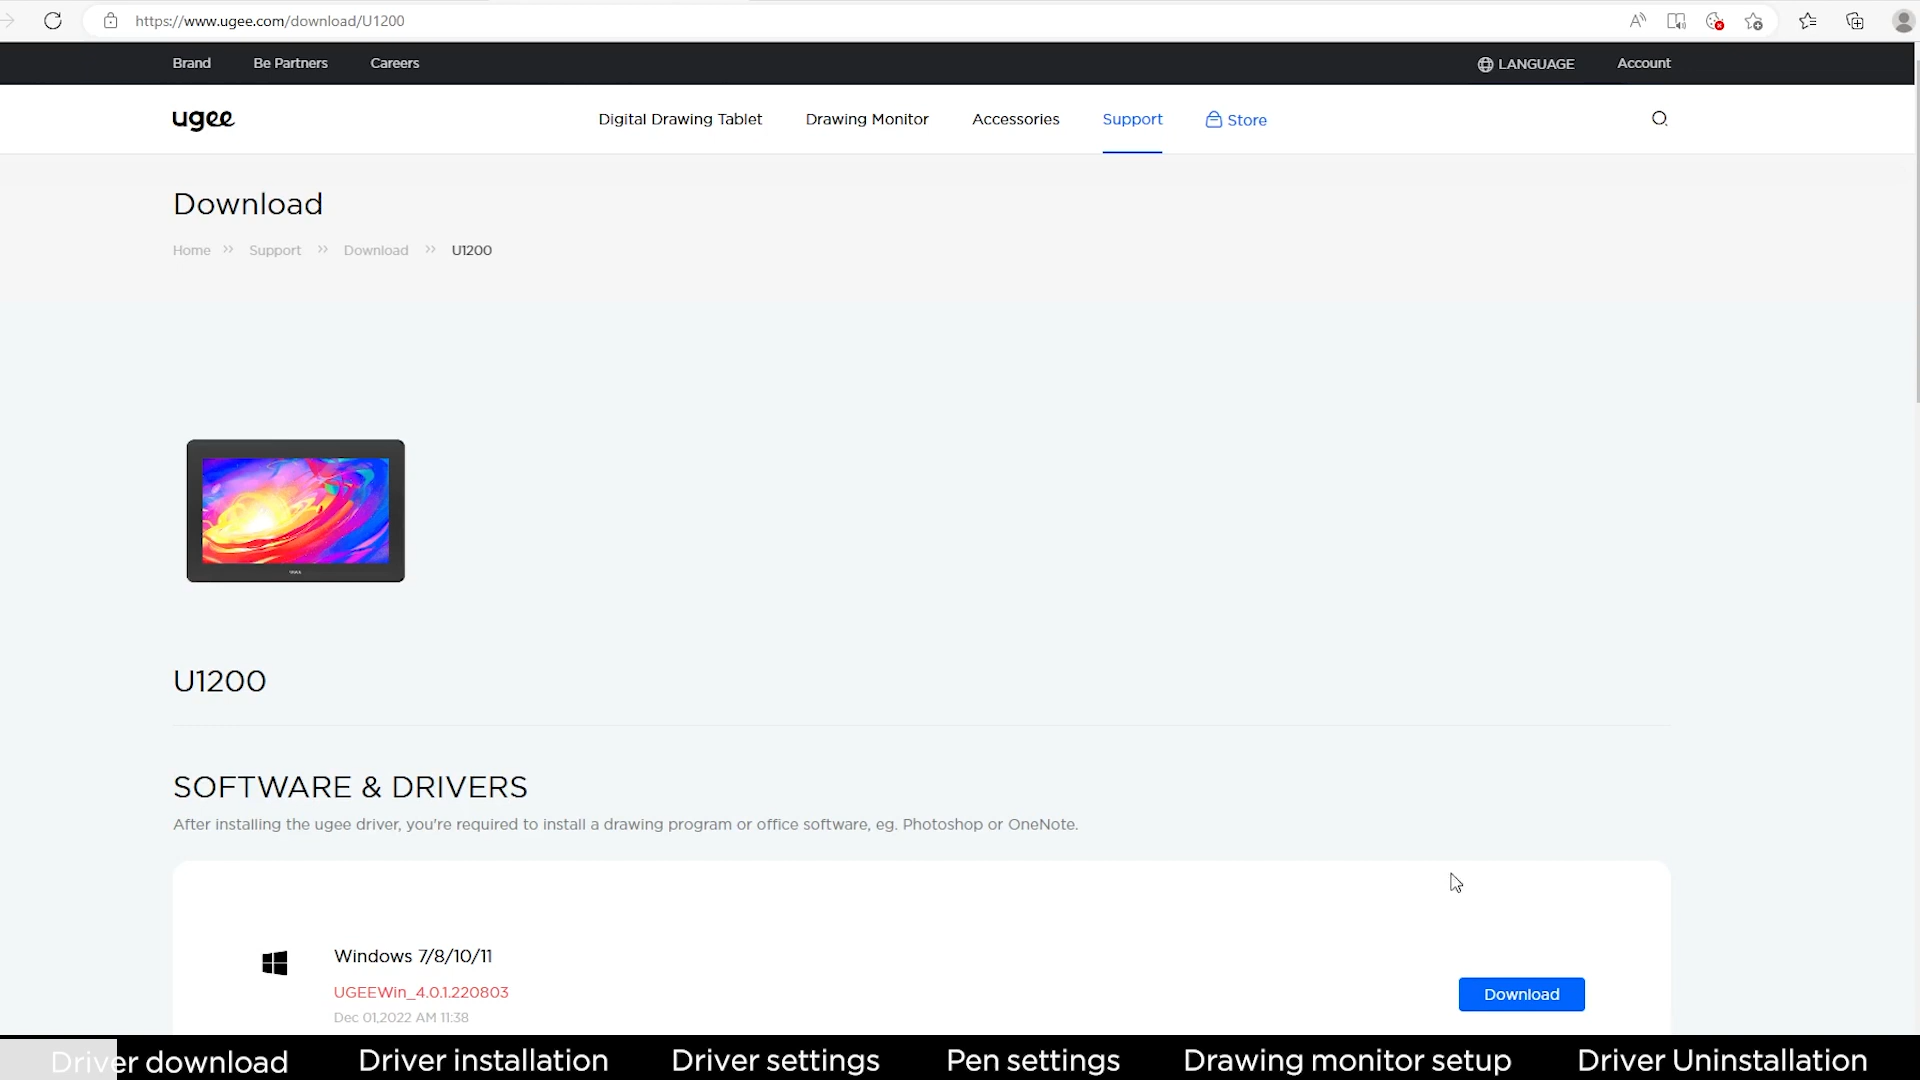 https://www.ugee.com/download/U1200
Brand Be Partners Careers LANGUAGE Account
ugee Digital Drawing Tablet Drawing Monitor Accessories Support Store
Download
Home >> Support >> Download >> U1200
U1200
SOFTWARE & DRIVERS
After installing the ugee driver, you're required to install a drawing program or office software, eg. Photoshop or OneNote.
Windows 7/8/10/11
UGEEWin_4.0.1.220803
Download
Dec 01,2022 AM 11:38
Driver download Driver installation Driver settings Pen settings Drawing monitor setup Driver Uninstallation